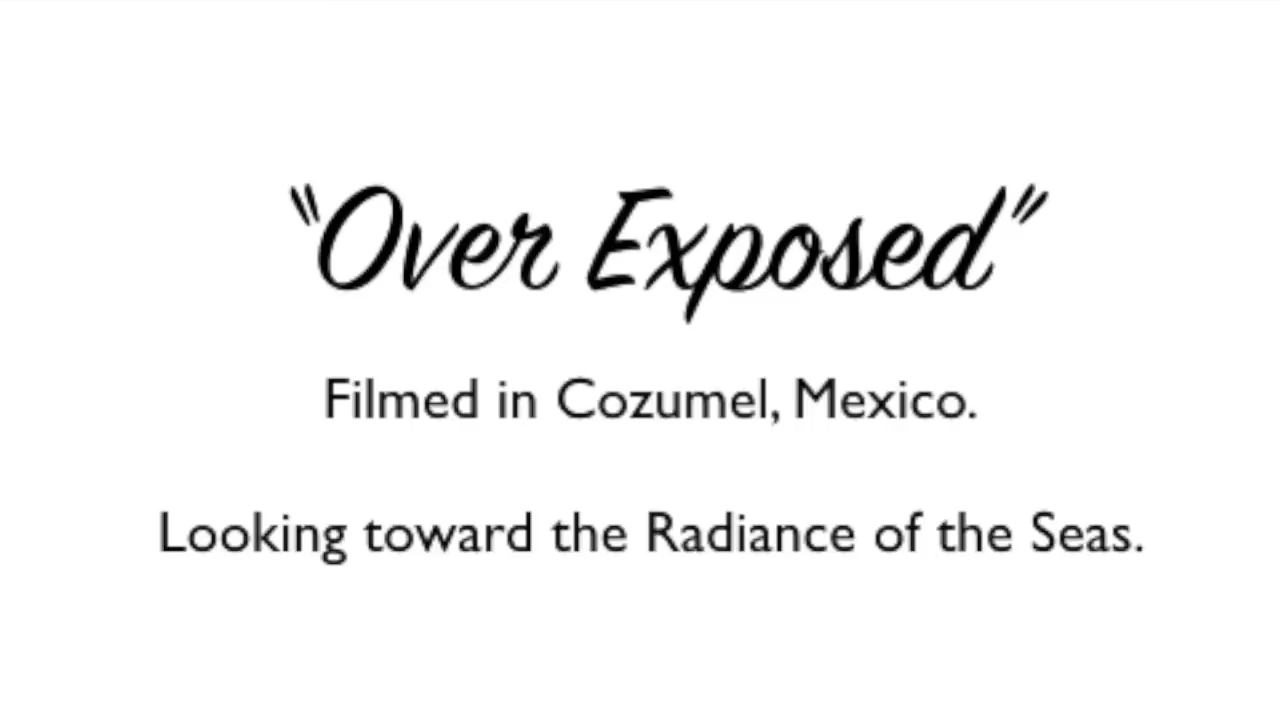 “Over Exposed”
Filmed in Cozumel, Mexico.
Looking toward the Radiance of the Seas.